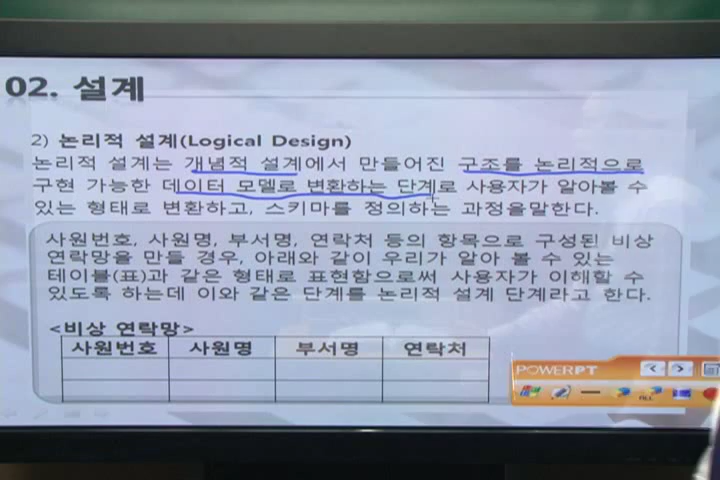 02. 설계
2) 논리적 설계(Logical Design)
논리적 설계는 개념적 설계에서 만들어진 구조를 논리적으로
구현 가능한 데이터 모델로 변환하는 단계로 사용자가 알아볼 수
있는 형태로 변환하고, 스키마를 정의하는 과정을말한다.
사원번호, 사원명, 부서명, 연락처 등의 항목으로 구성된 비상
연락망을 만들 경우, 아래와 같이 우리가 알아 볼 수 있는
테이블(표)과 같은 형태로 표현함으로써 사용자가 이해할 수
있도록 하는데 이와 같은 단계를 논리적 설계 단계라고 한다.
<비상 연락망>
사원번호 사원명 부서명 연락처
POWERPT
ALL